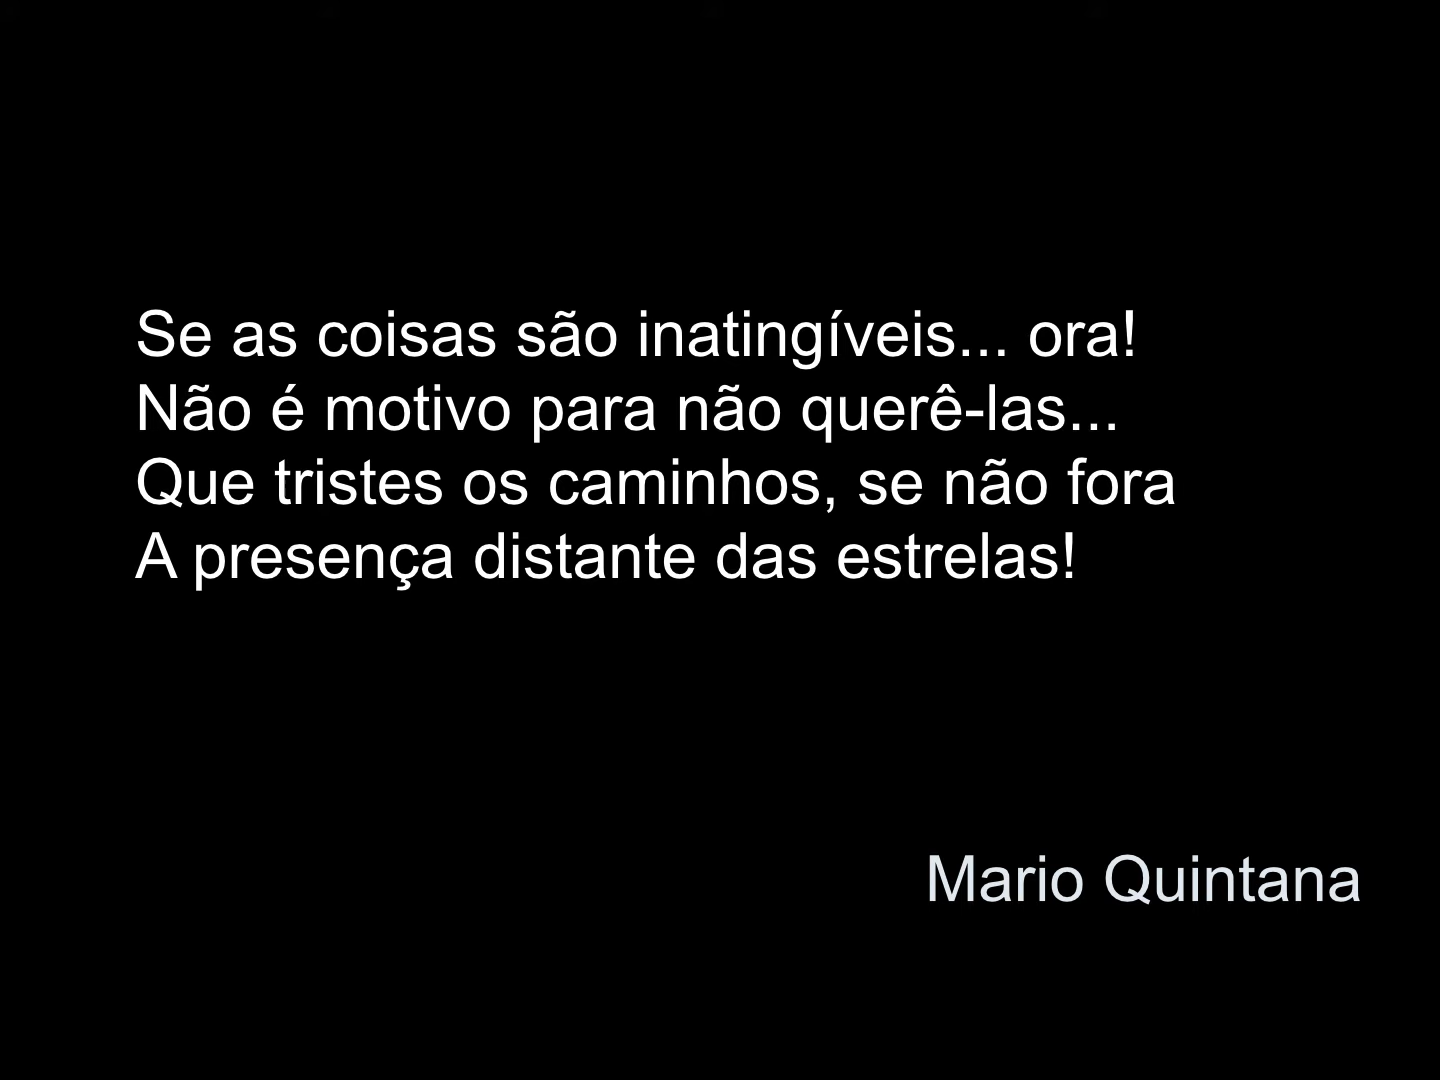 Se as coisas são inatingíveis... ora!
Não é motivo para não querê-las...
Que tristes os caminhos, se não fora
A presença distante das estrelas!
Mario Quintana